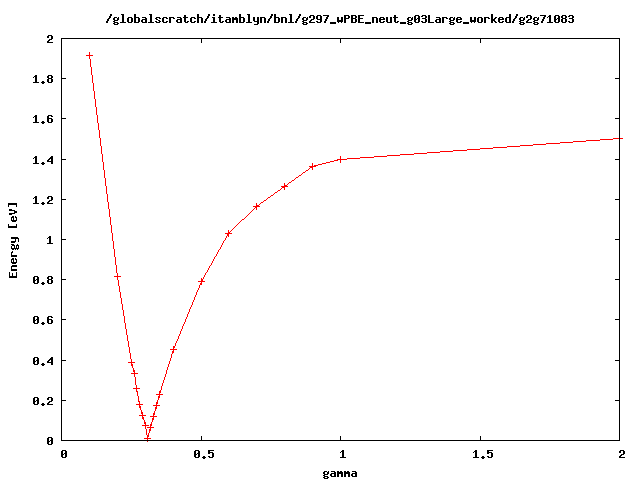 /globalscratch/itamblyn/bnl/g297_wPBE_neut_g03Large_worked/g2g71083
2
1.8
1.6
1.4
1.2
1
0.8
0.6
0.4
0.2
0
Energy [eV]
0 0.5 1 1.5 2
gamma